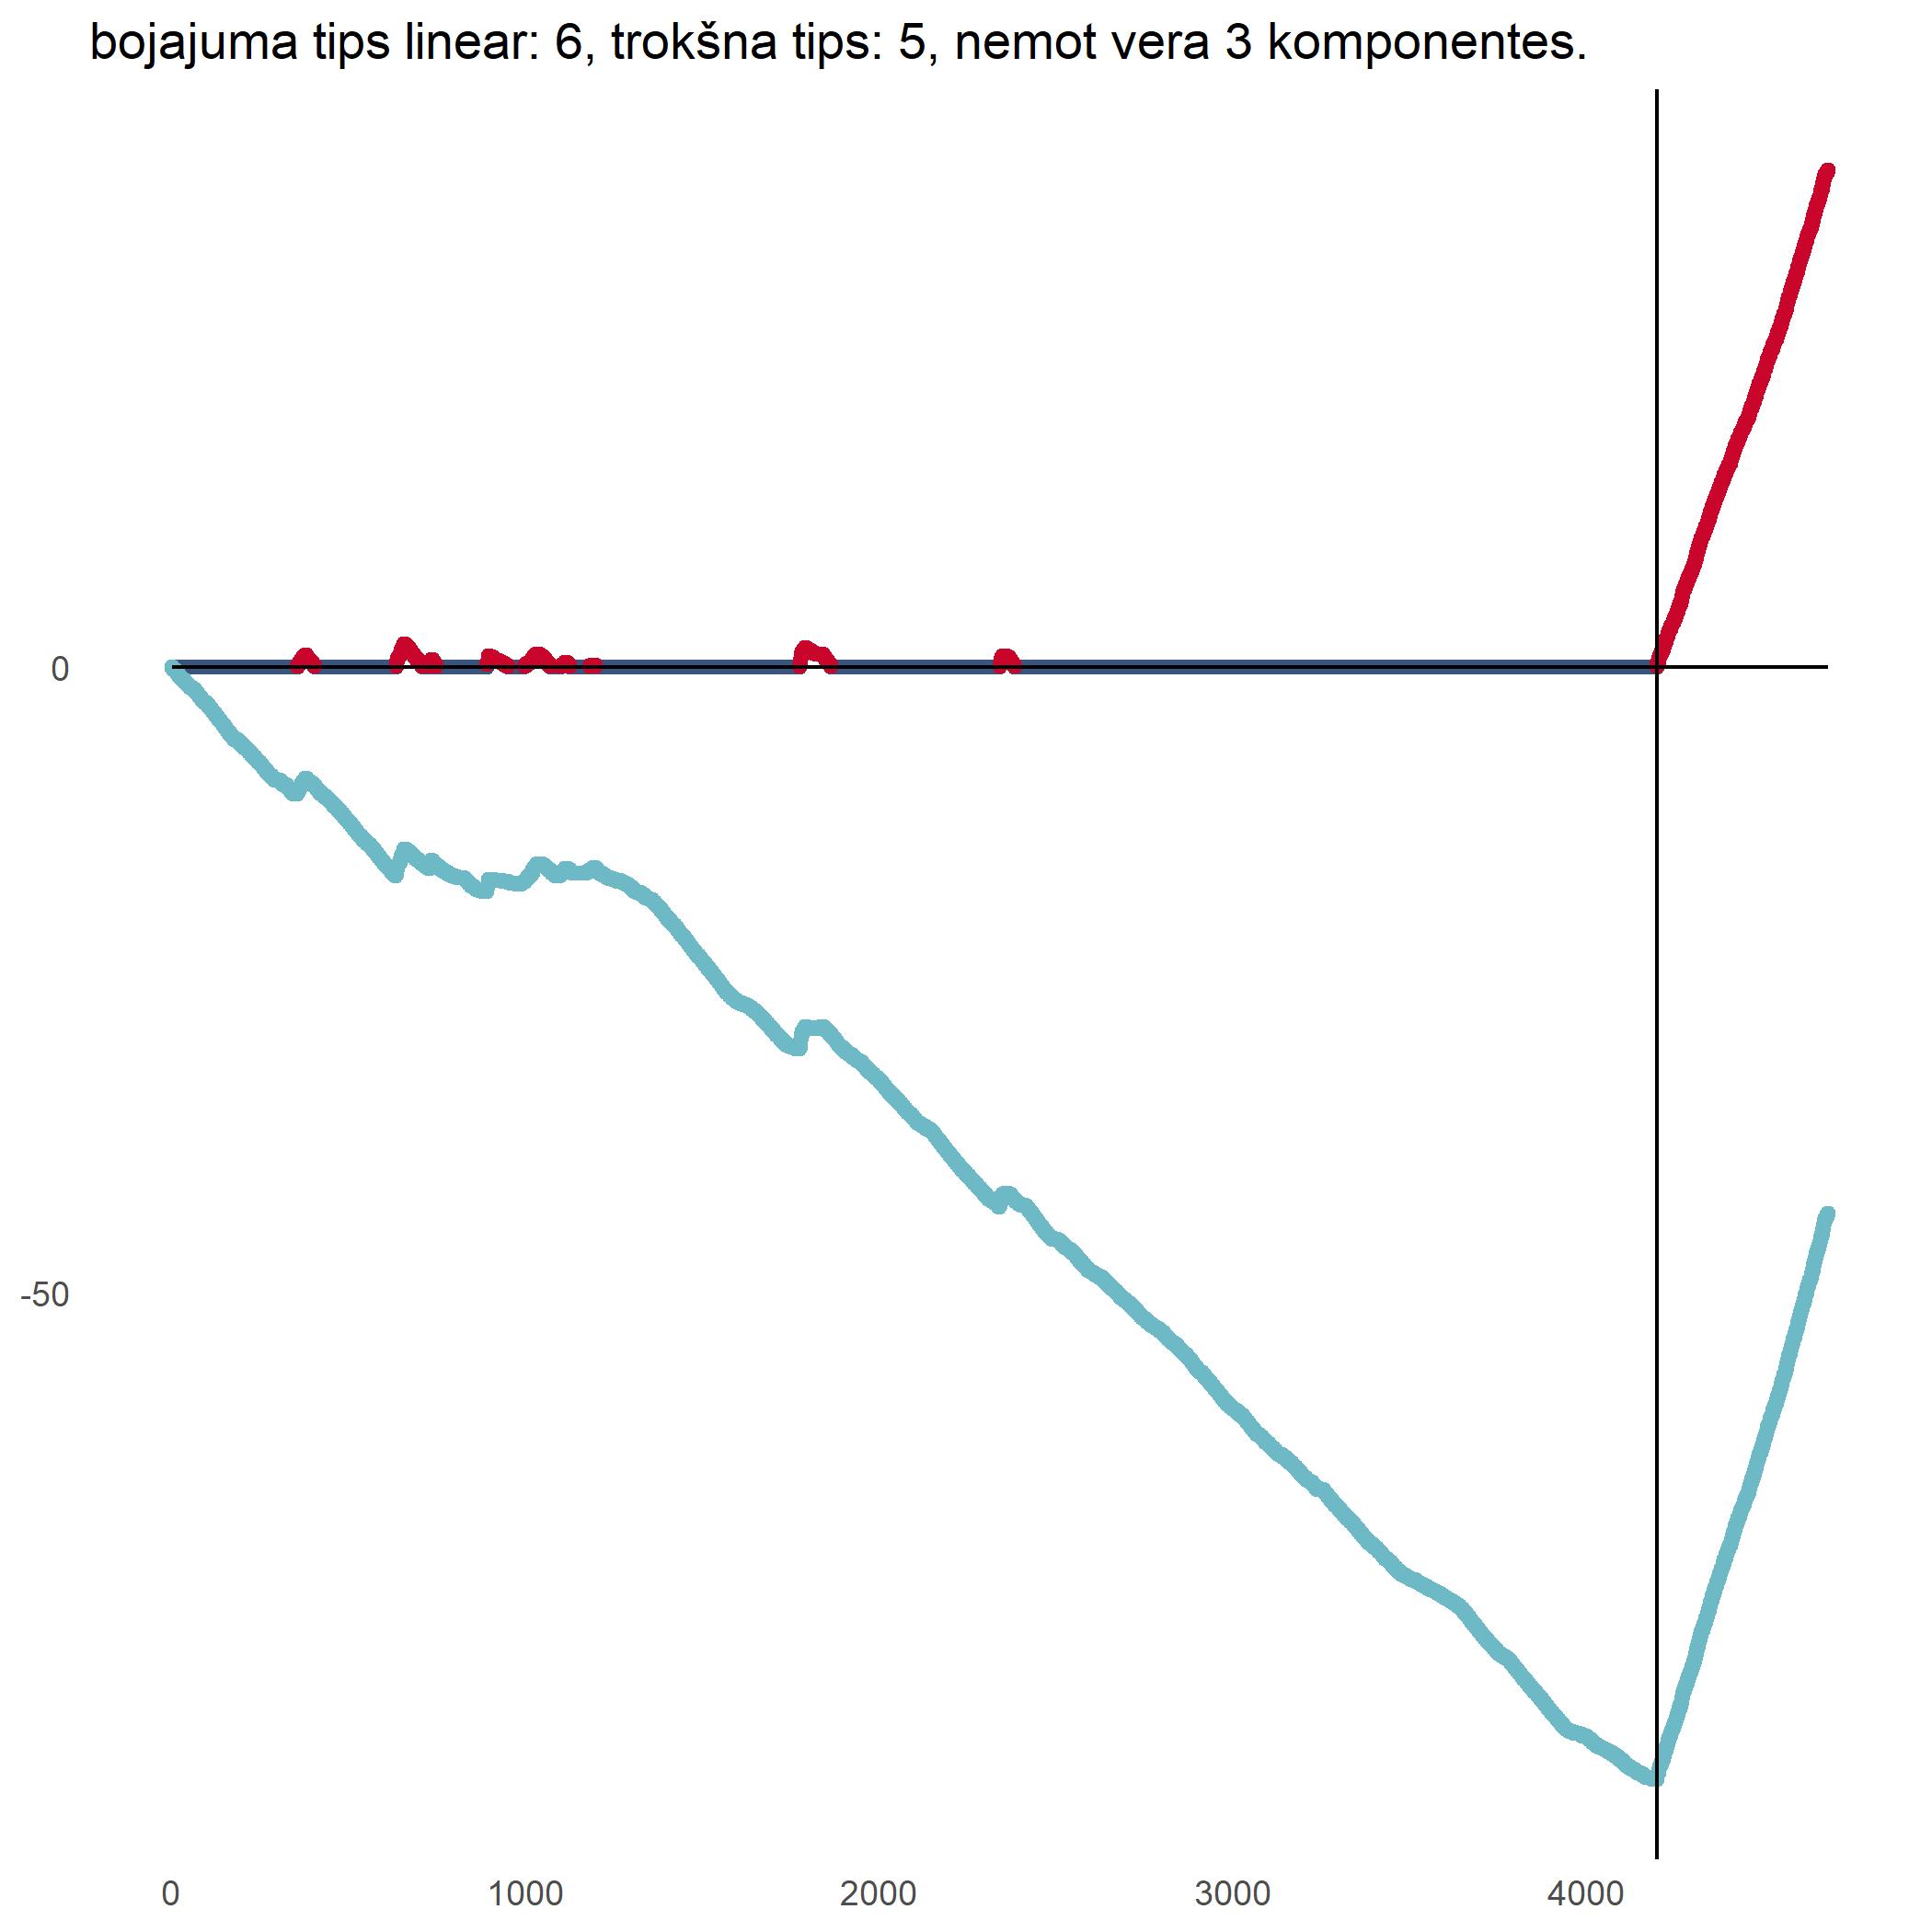 bojajuma tips linear: 6, trokšna tips: 5, nemot vera 3 komponentes.
0
-50
0 1000 2000 3000 4000